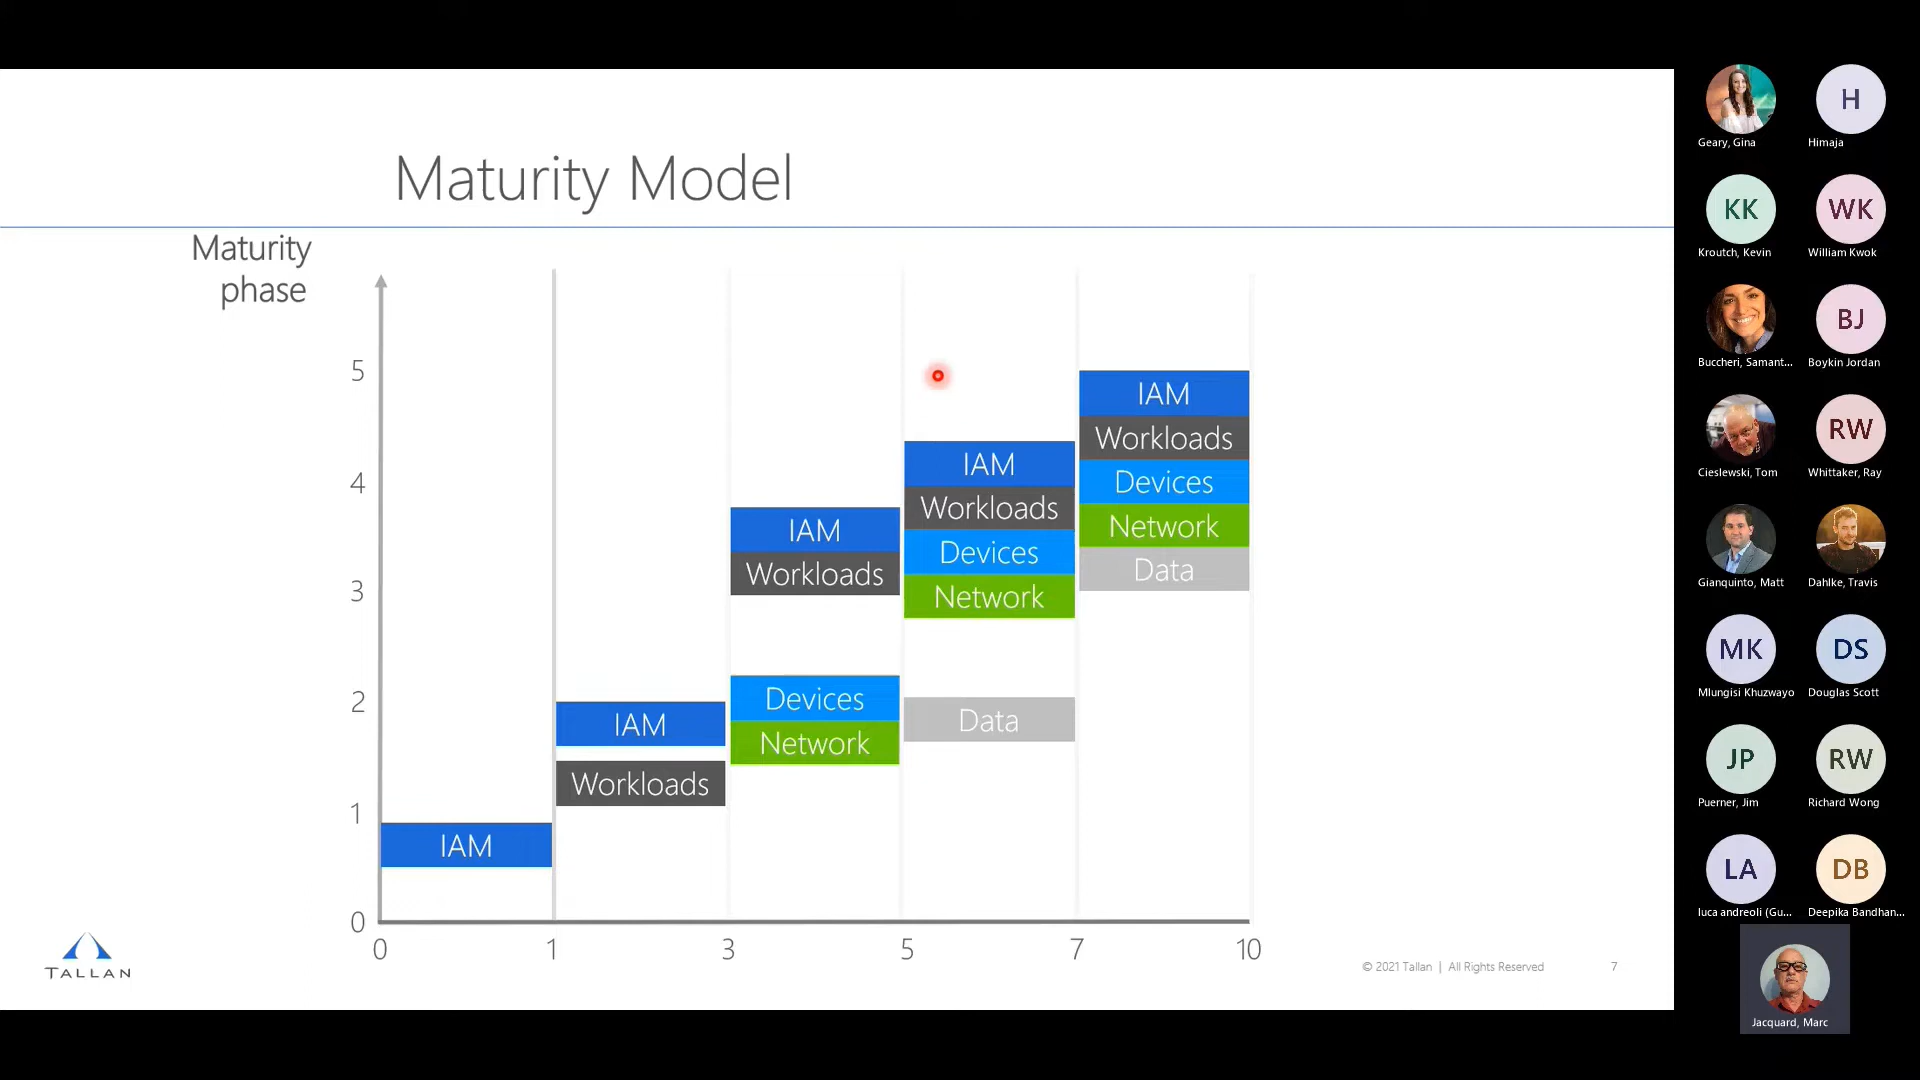 Maturity Model
Maturity
phase
5
4
3
2
1
0
IAM
IAM
Workloads
IAM
Workloads
Devices
Network
IAM
Workloads
Devices
Network
Data
IAM
Workloads
Devices
Network
Data
0
1
3
5
7
10
TALLAN
© 2021 Tallan | All Rights Reserved
7
Geary, Gina
H
Himaja
KK
Kroutch, Kevin
WK
William Kwok
Buccheri, Samant...
BJ
Boykin Jordan
Cieslewski, Tom
RW
Whittaker, Ray
Gianquinto, Matt
Dahlke, Travis
MK
Mlungisi Khuzwayo
DS
Douglas Scott
JP
Puerner, Jim
RW
Richard Wong
LA
luca andreoli (Gu...
DB
Deepika Bandhan...
Jacquard, Marc